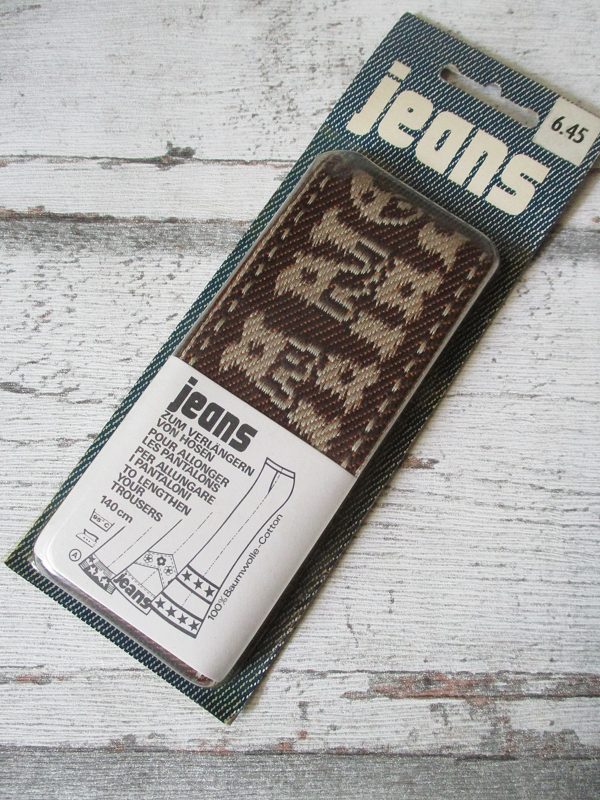 jeans
6.45
jeans
ZUM VERLÄNGERN
VON HOSEN
POUR ALLONGER
LES PANTALONS
PER ALLUNGARE
I PANTALONI
TO LENGTHEN
YOUR
TROUSERS
140 cm
95°C
A
jeans
100% Baumwolle-Cotton